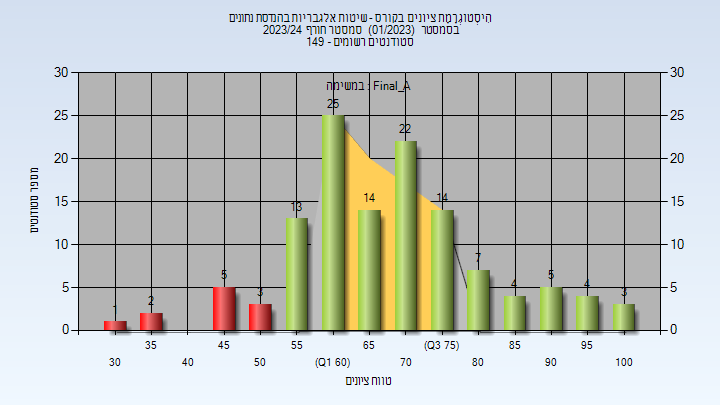 היסטוגרמת ציונים בקורס - שיטות אלגבריות בהנדסת נתונים
בסמסטר (01/2023) סמסטר חורף 2023/24
סטודנטים רשומים - 149
במשימה : Final_A
30 30
25 25
20 20
15 15
10 10
5 5
0 0
מספר סטודנטים
1
2
5
3
13
25
14
22
14
7
4
5
4
3
35 45 55 65 (Q3 75) 85 95
30 40 50 (Q1 60) 70 80 90 100
טווח ציונים